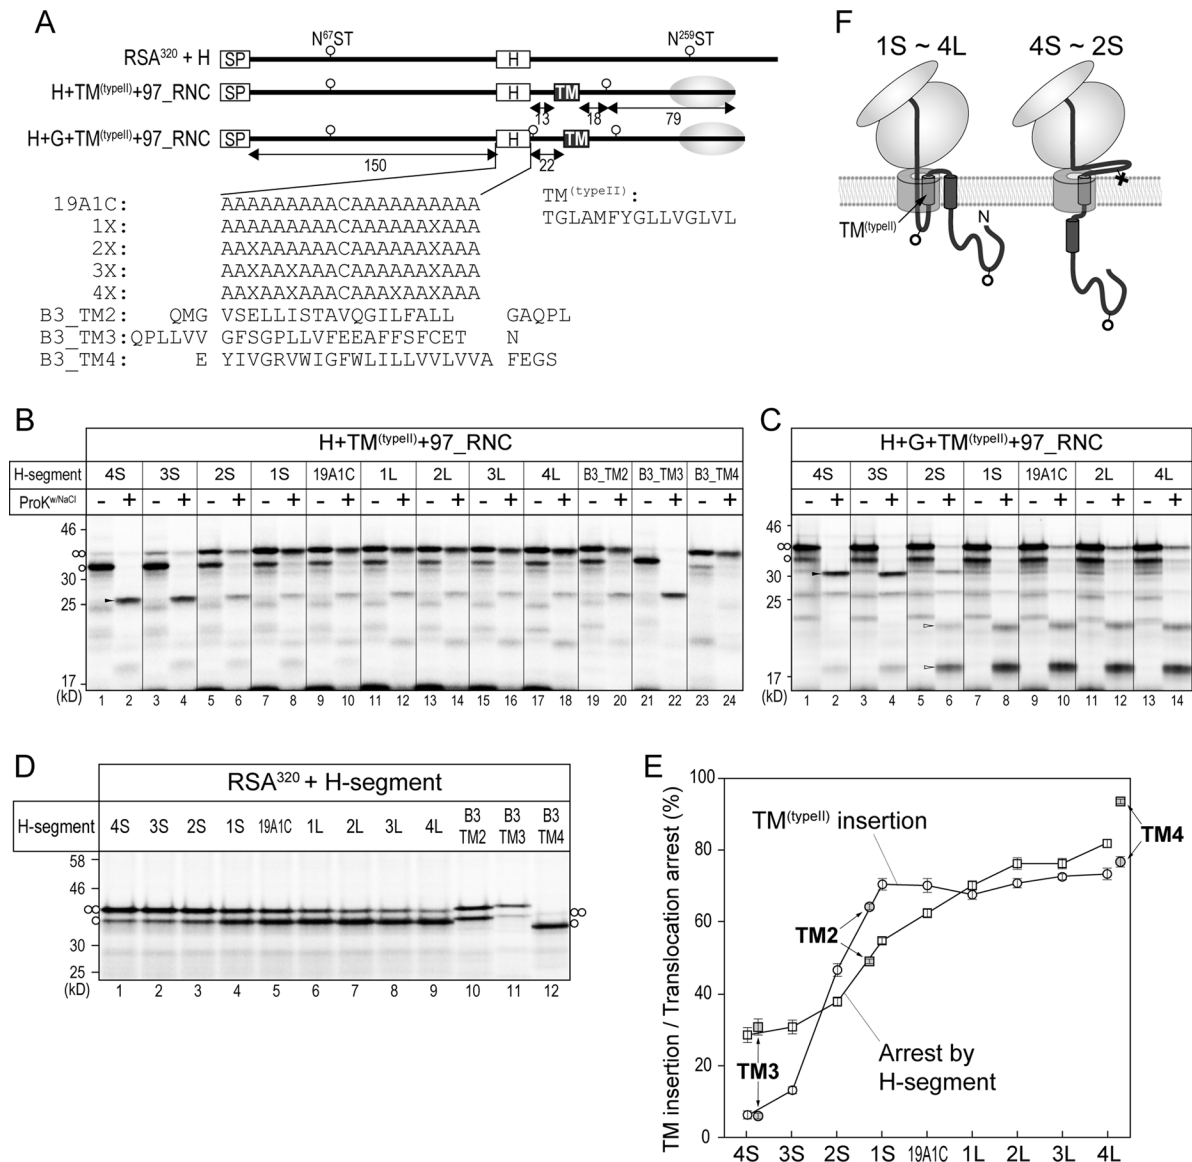 A
N⁶⁷ST
N²⁵⁹ST
RSA³²⁰ + H
SP
H
H+TM⁽ᵗʸᵖᵉᴵᴵ⁾+97_RNC
SP
H
TM
13
18
79
H+G+TM⁽ᵗʸᵖᵉᴵᴵ⁾+97_RNC
SP
H
TM
150
22
19A1C: AAAAAAAAACAAAAAAAAAA
1X: AAAAAAAAACAAAAAAXAAA
2X: AAXAAAAAACAAAAAAXAAA
3X: AAXAAXAAACAAAAAAXAAA
4X: AAXAAXAAACAAAXAAXAAA
B3_TM2: QMG VSELLISTAVQGILFALL GAQPL
B3_TM3: QPLLVV GFSGPLLVFEEAFFSFCET N
B3_TM4: E YIVGRVWIGFWLILLVVLVVA FEGS
TM⁽ᵗʸᵖᵉᴵᴵ⁾:
TGLAMFYGLLVGLVL
F
1S ~ 4L
4S ~ 2S
TM⁽ᵗʸᵖᵉᴵᴵ⁾
N
B
H+TM⁽ᵗʸᵖᵉᴵᴵ⁾+97_RNC
H-segment 4S 3S 2S 1S 19A1C 1L 2L 3L 4L B3_TM2 B3_TM3 B3_TM4
ProKʷ/ᴺᵃᶜˡ - + - + - + - + - + - + - + - + - + - + - + - +
46
30
25
17
(kD) 1 2 3 4 5 6 7 8 9 10 11 12 13 14 15 16 17 18 19 20 21 22 23 24
C
H+G+TM⁽ᵗʸᵖᵉᴵᴵ⁾+97_RNC
4S 3S 2S 1S 19A1C 2L 4L
- + - + - + - + - + - + - +
46
30
25
17
(kD) 1 2 3 4 5 6 7 8 9 10 11 12 13 14
D
RSA³²⁰ + H-segment
H-segment 4S 3S 2S 1S 19A1C 1L 2L 3L 4L B3 TM2 B3 TM3 B3 TM4
58
46
30
25
(kD) 1 2 3 4 5 6 7 8 9 10 11 12
E
TM insertion / Translocation arrest (%)
100
80
60
40
20
0
TM⁽ᵗʸᵖᵉᴵᴵ⁾ insertion
TM4
TM2
TM3
Arrest by
H-segment
4S 3S 2S 1S 19A1C 1L 2L 3L 4L